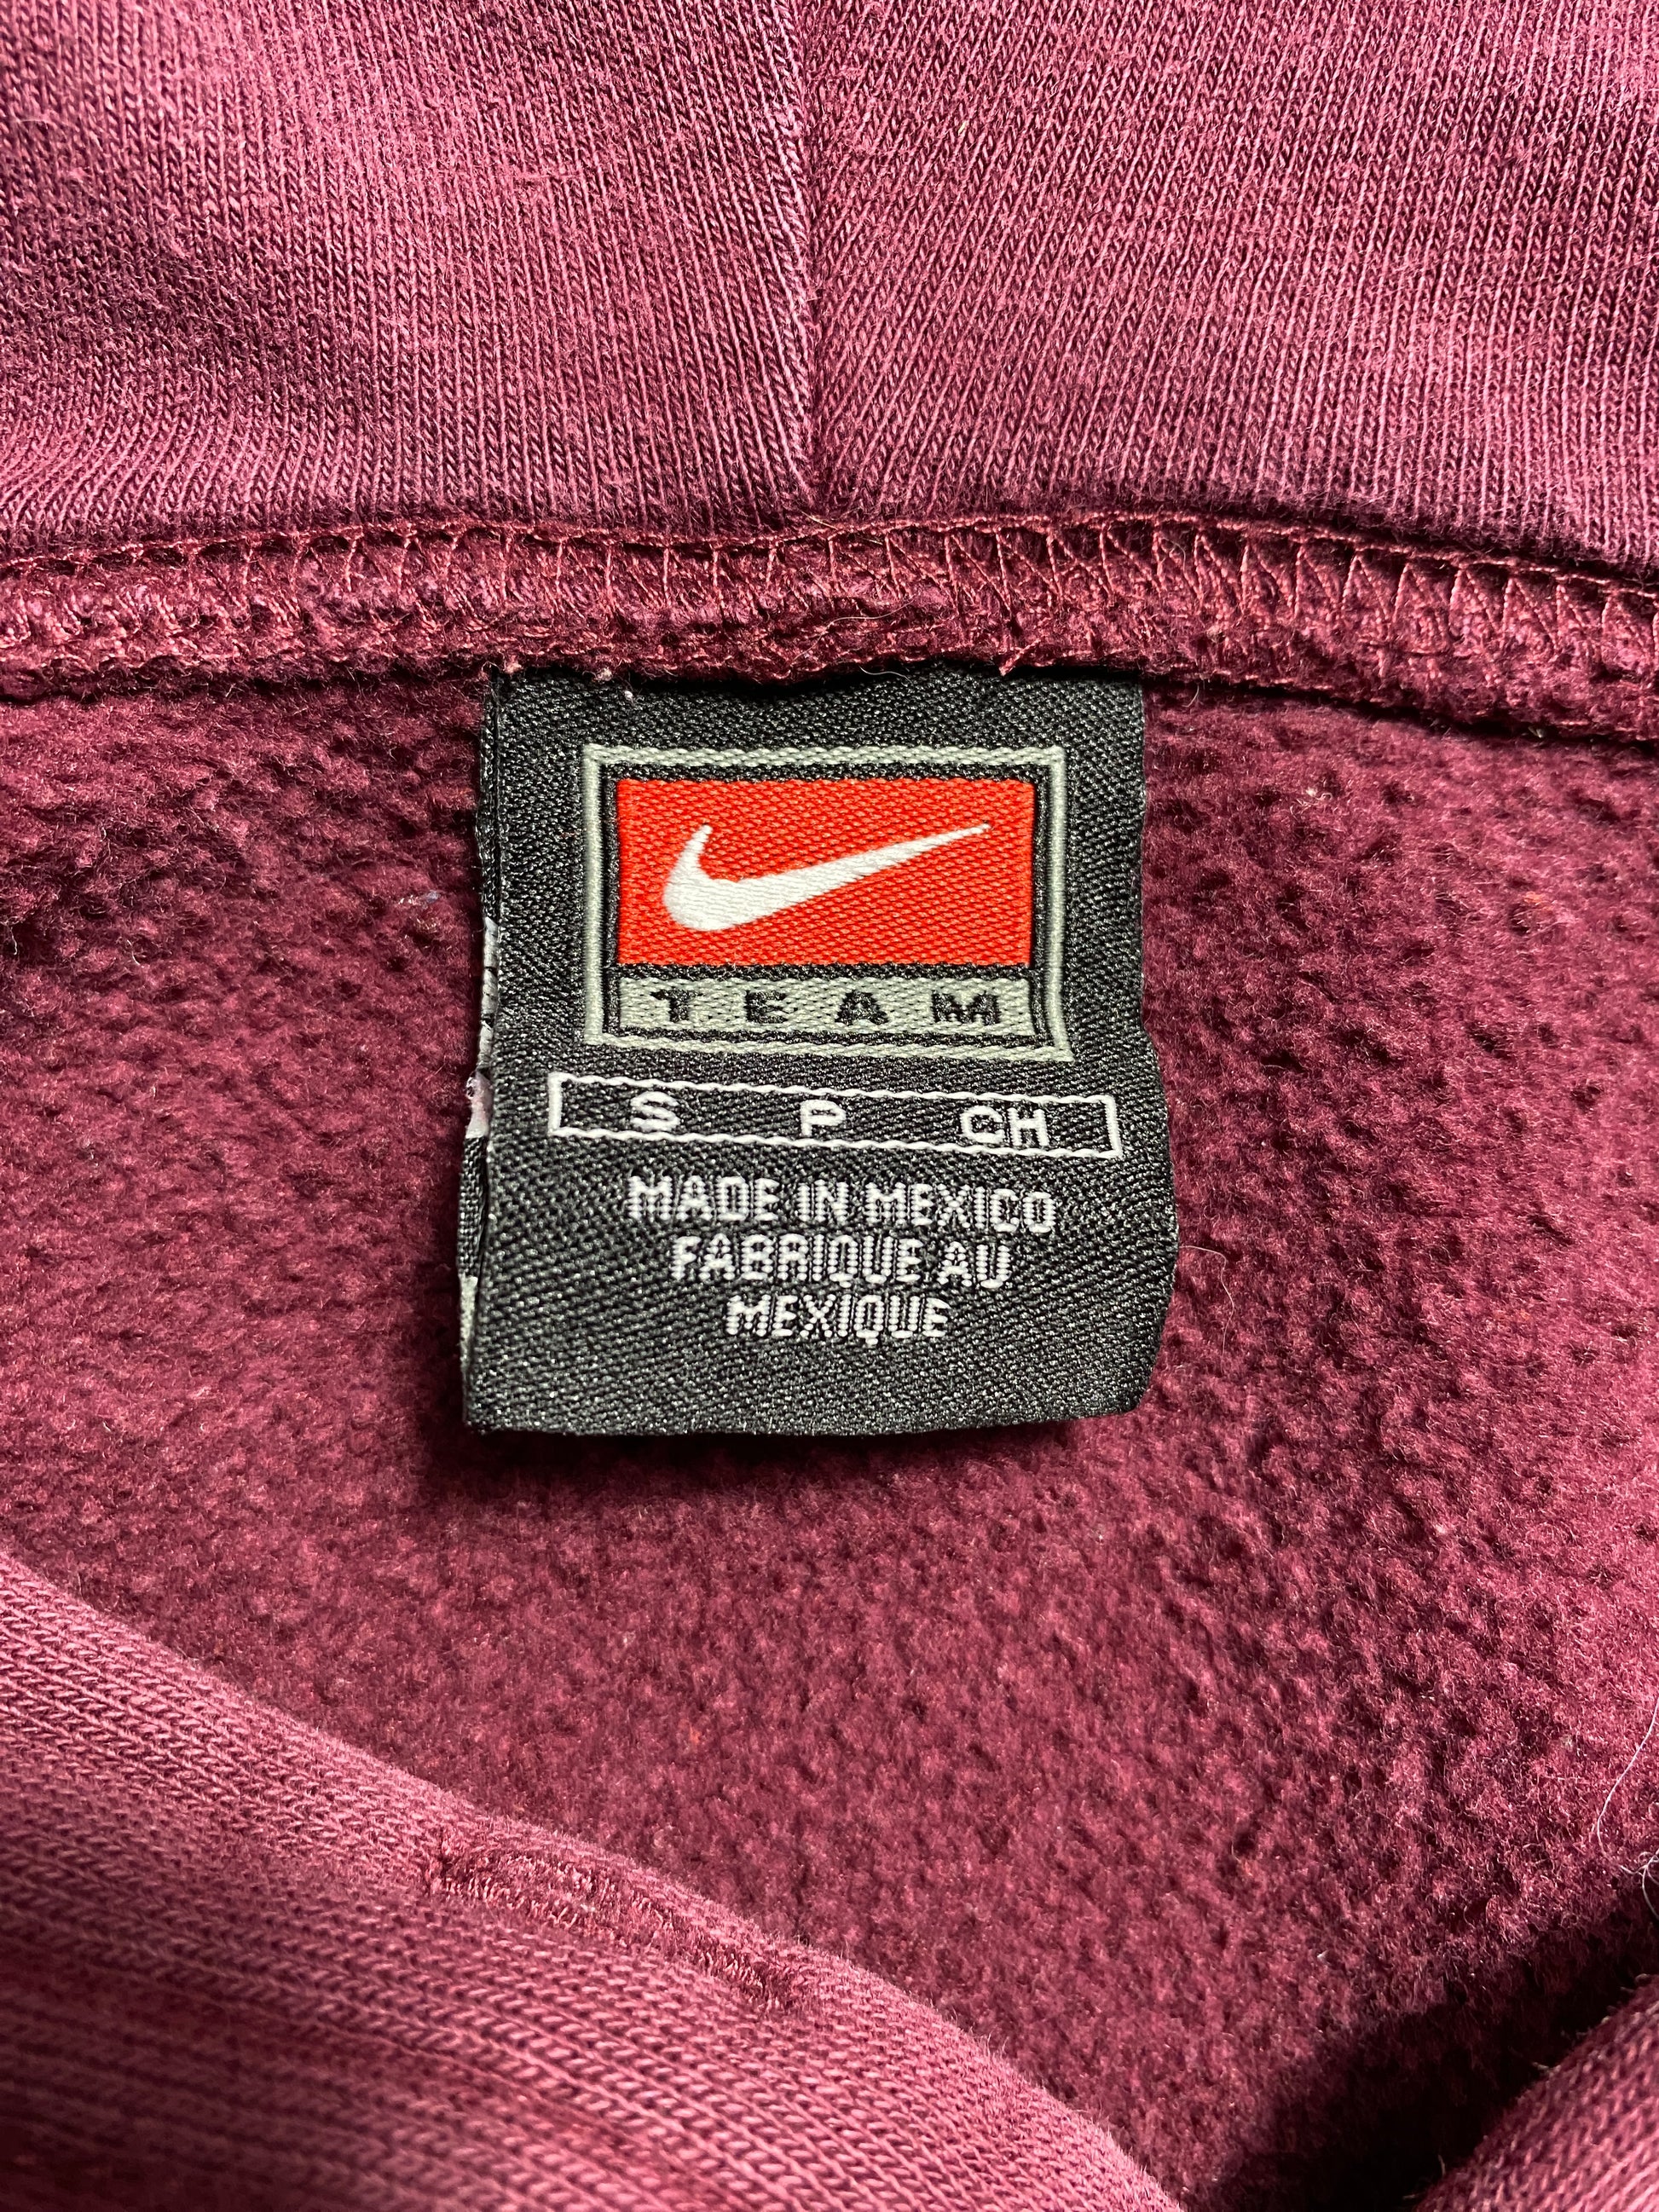 TEAM
S P CH
MADE IN MEXICO
FABRIQUE AU
MEXIQUE